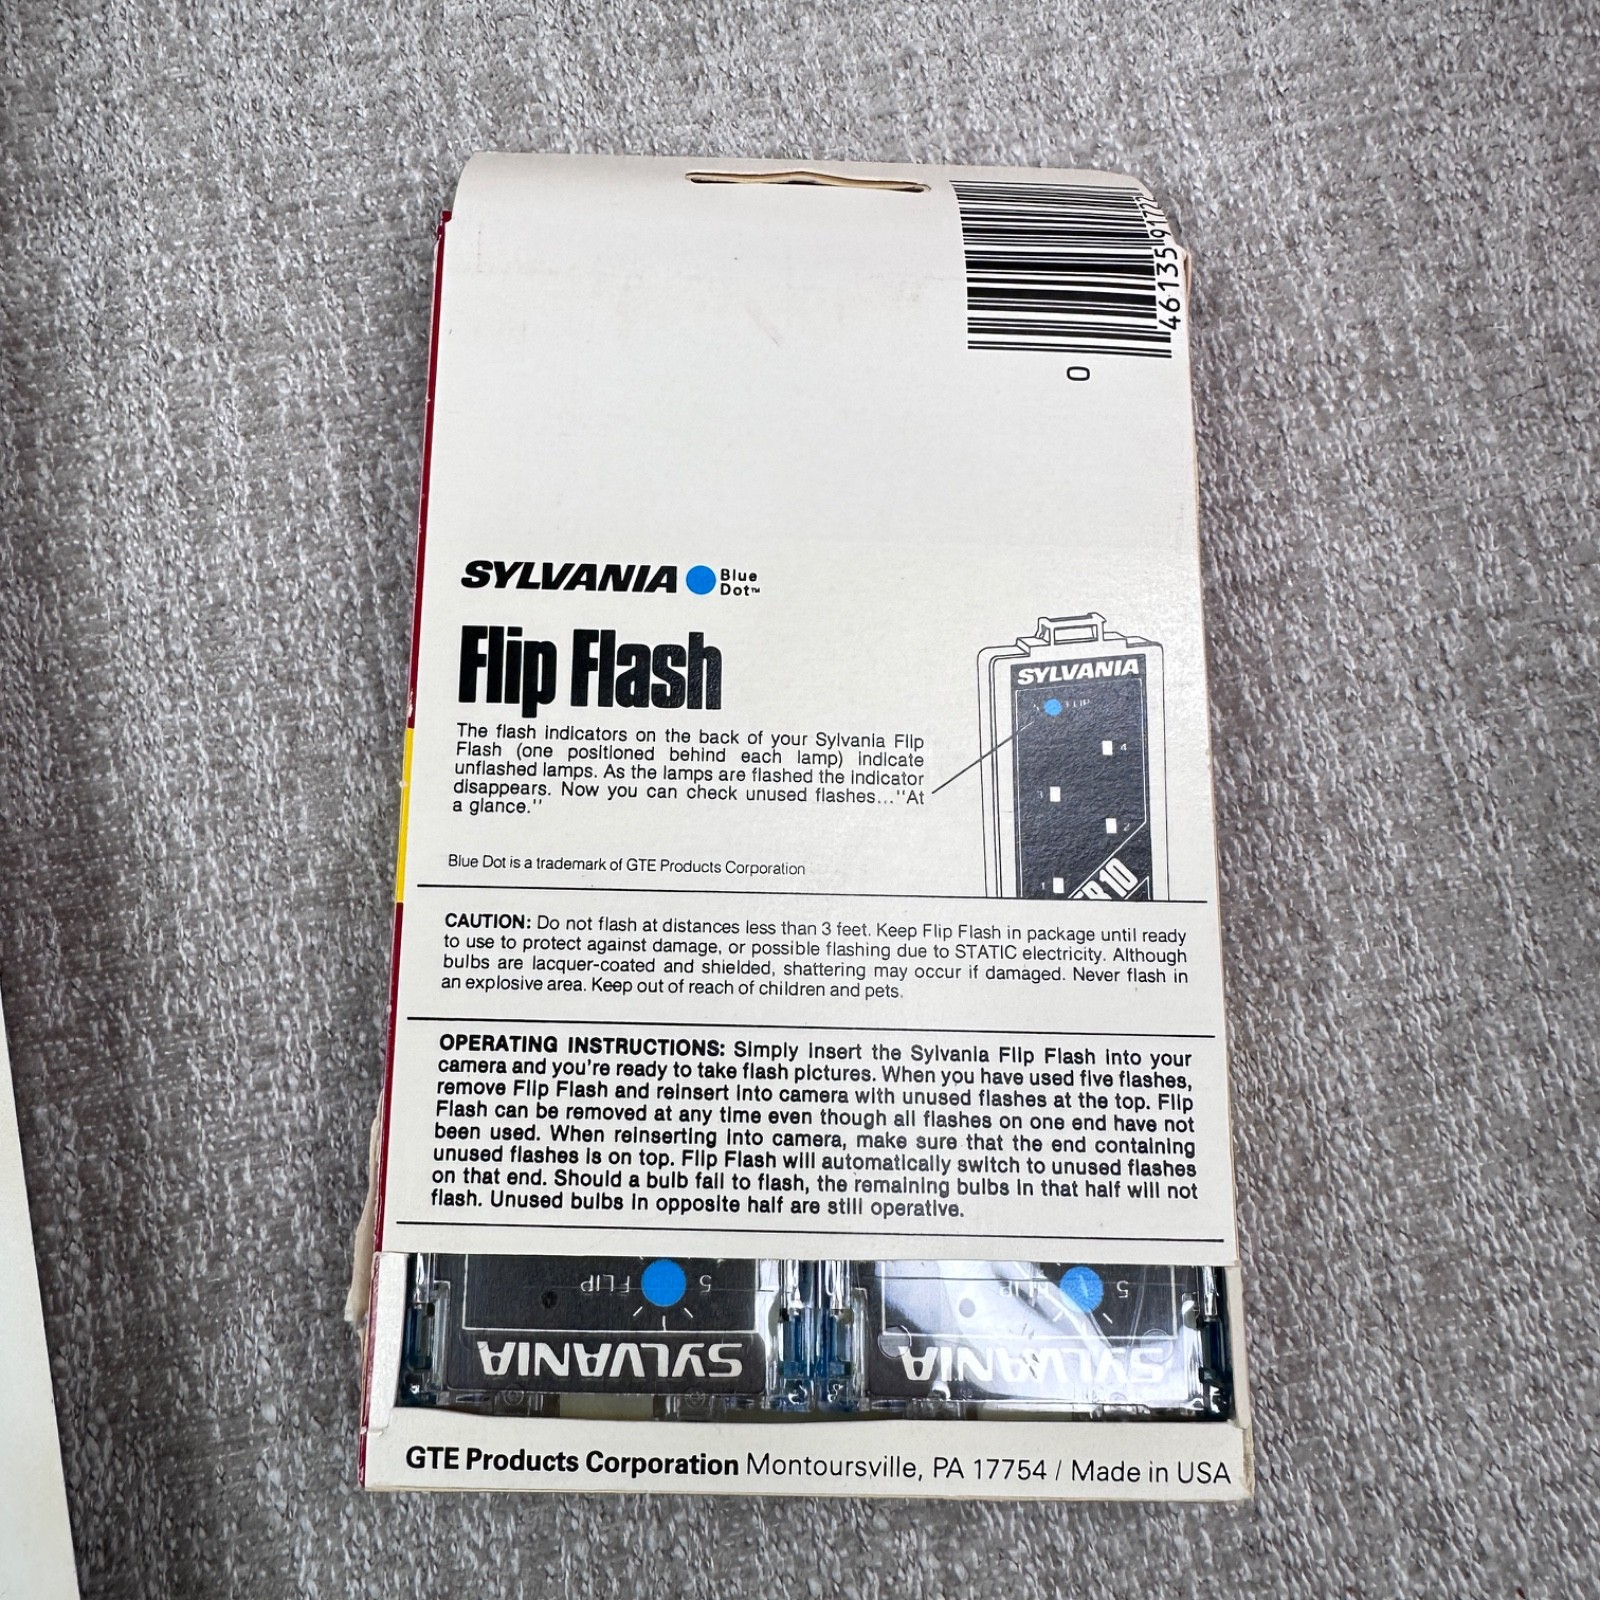 46135 91722
0
SYLVANIA Blue Dot™
Flip Flash
The flash indicators on the back of your Sylvania Flip
Flash (one positioned behind each lamp) indicate
unflashed lamps. As the lamps are flashed the indicator
disappears. Now you can check unused flashes..."At
a glance."
SYLVANIA
FLIP
4
3
2
1
10
Blue Dot is a trademark of GTE Products Corporation
CAUTION: Do not flash at distances less than 3 feet. Keep Flip Flash in package until ready
to use to protect against damage, or possible flashing due to STATIC electricity. Although
bulbs are lacquer-coated and shielded, shattering may occur if damaged. Never flash in
an explosive area. Keep out of reach of children and pets.
OPERATING INSTRUCTIONS: Simply insert the Sylvania Flip Flash into your
camera and you're ready to take flash pictures. When you have used five flashes,
remove Flip Flash and reinsert into camera with unused flashes at the top. Flip
Flash can be removed at any time even though all flashes on one end have not
been used. When reinserting into camera, make sure that the end containing
unused flashes is on top. Flip Flash will automatically switch to unused flashes
on that end. Should a bulb fail to flash, the remaining bulbs in that half will not
flash. Unused bulbs in opposite half are still operative.
5 FLIP
SYLVANIA
5 FLIP
SYLVANIA
GTE Products Corporation Montoursville, PA 17754 / Made in USA